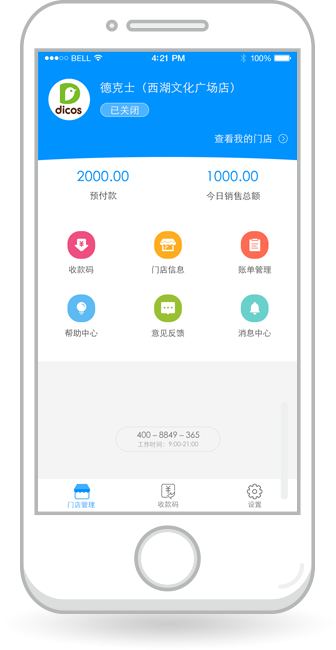 BELL 4:21 PM 100%
德克士（西湖文化广场店）
已关闭
dicos
查看我的门店
2000.00 1000.00
预付款 今日销售总额
收款码 门店信息 账单管理
帮助中心 意见反馈 消息中心
400－8849－365
工作时间：9:00-21:00
门店管理 收款码 设置